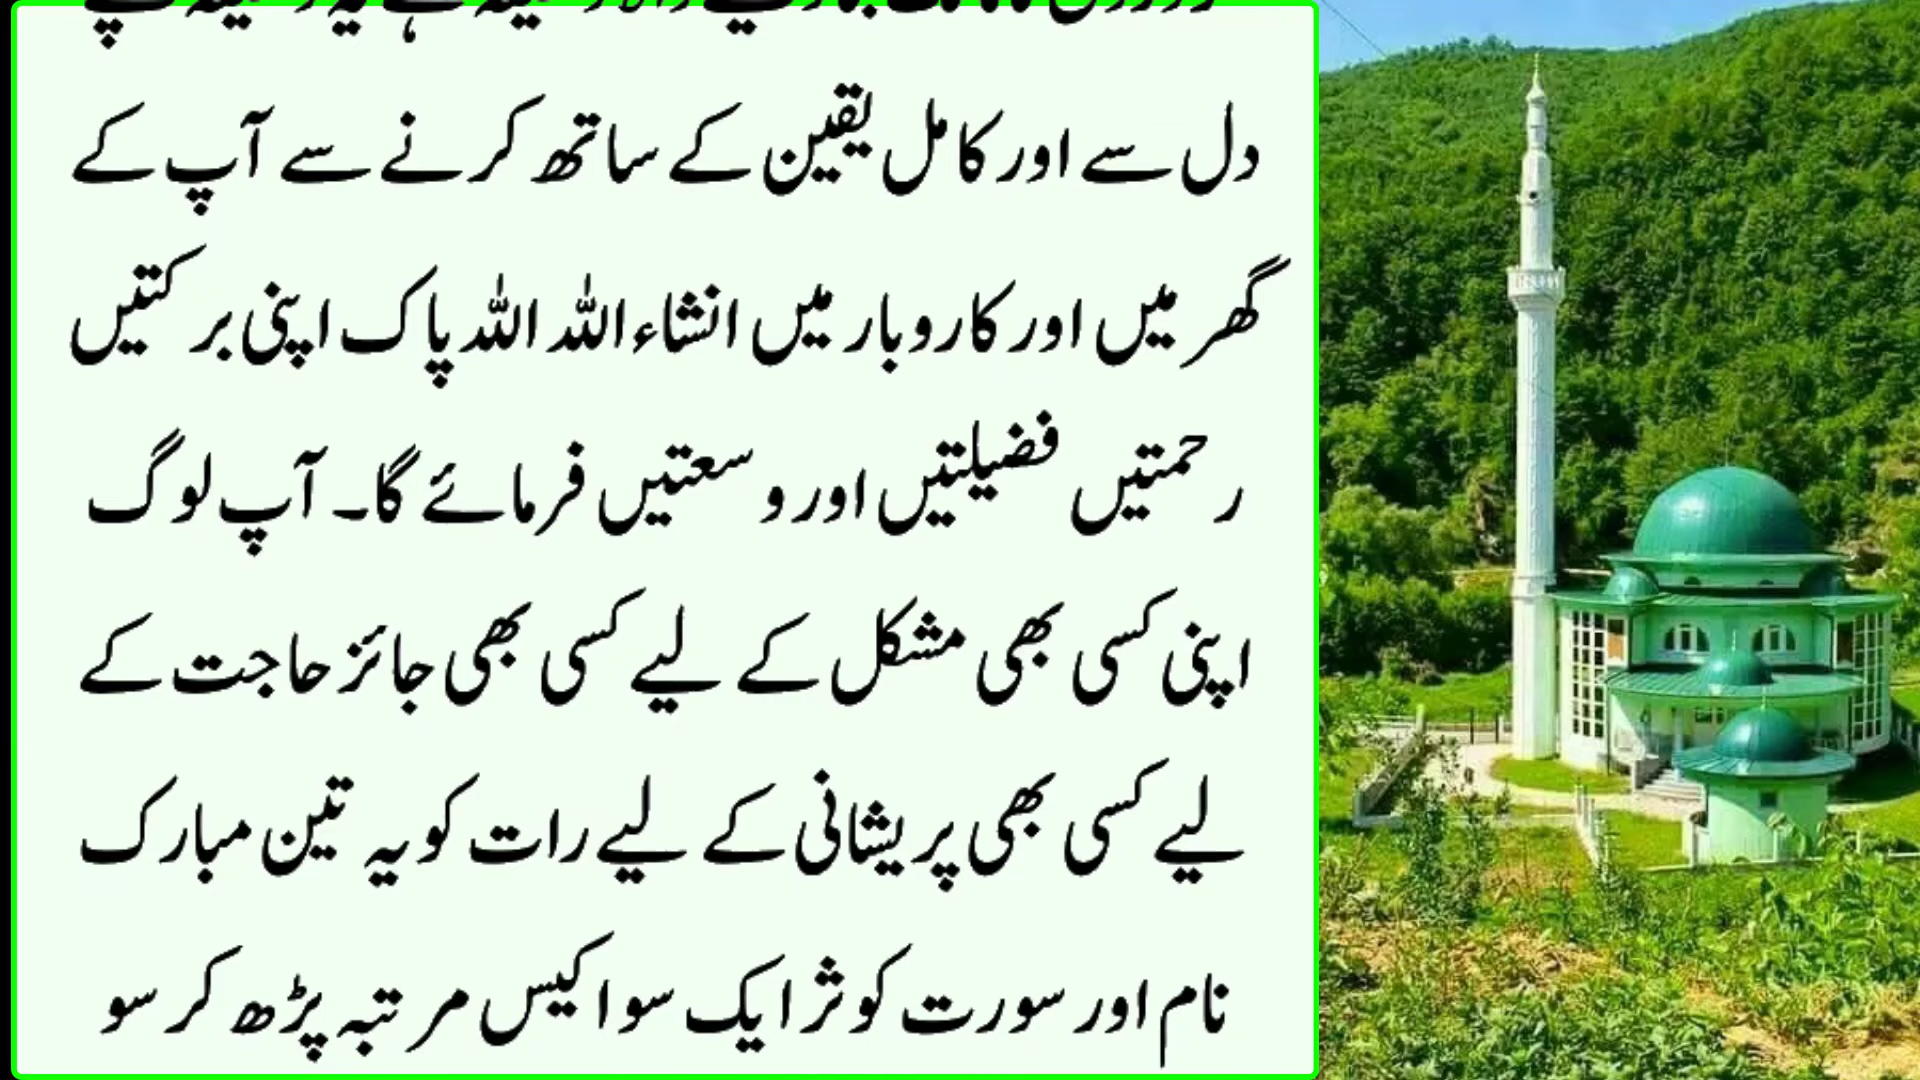 دل سے اور کامل یقین کے ساتھ کرنے سے آپ کے
گھر میں اور کاروبار میں انشاء اللہ اللہ پاک اپنی برکتیں
رحمتیں فضیلتیں اور وسعتیں فرمائے گا۔ آپ لوگ
اپنی کسی بھی مشکل کے لیے کسی بھی جائز حاجت کے
لیے کسی بھی پریشانی کے لیے رات کو یہ تین مبارک
نام اور سورت کوثر ایک سو اکیس مرتبہ پڑھ کر سو